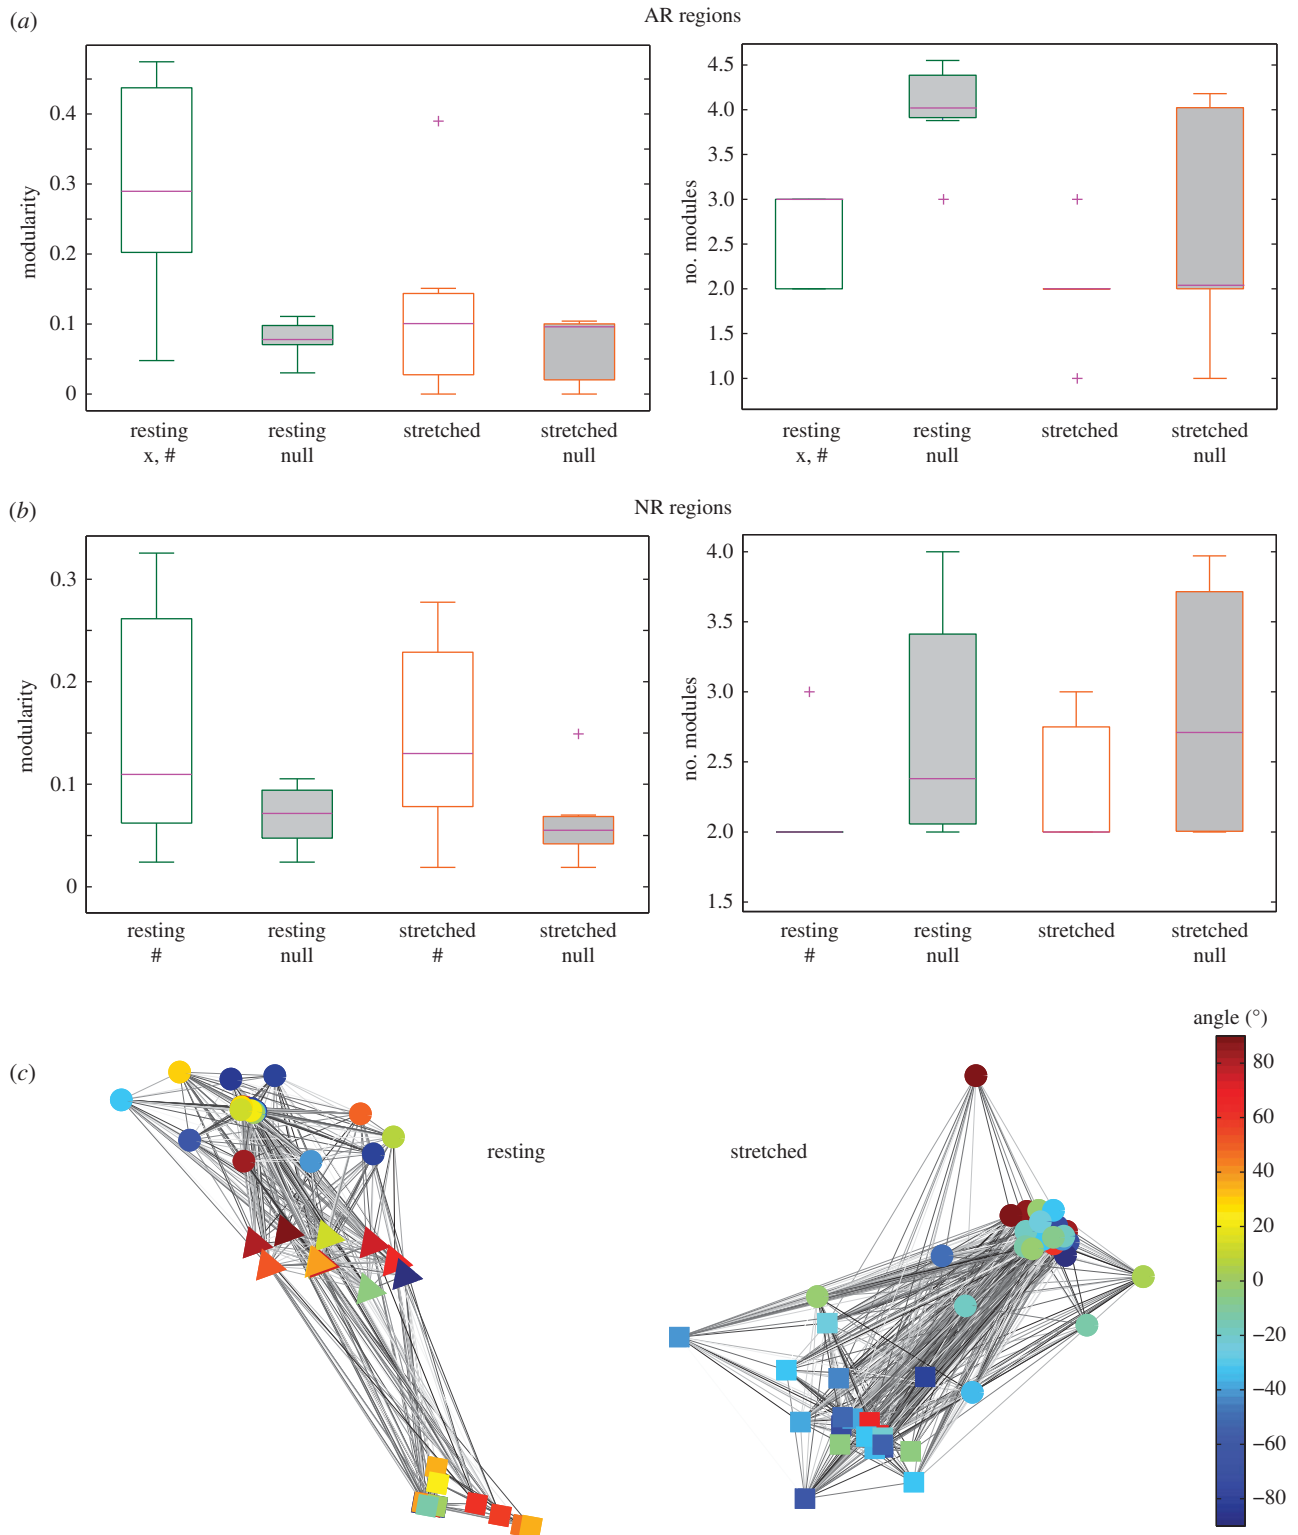 (a)
AR regions
modularity
0.4
0.3
0.2
0.1
0
resting
x, #
resting
null
stretched
stretched
null
no. modules
4.5
4.0
3.5
3.0
2.5
2.0
1.5
1.0
resting
x, #
resting
null
stretched
stretched
null
(b)
NR regions
modularity
0.3
0.2
0.1
0
resting
#
resting
null
stretched
#
stretched
null
no. modules
4.0
3.5
3.0
2.5
2.0
1.5
resting
#
resting
null
stretched
stretched
null
(c)
resting
stretched
angle (°)
80
60
40
20
0
−20
−40
−60
−80